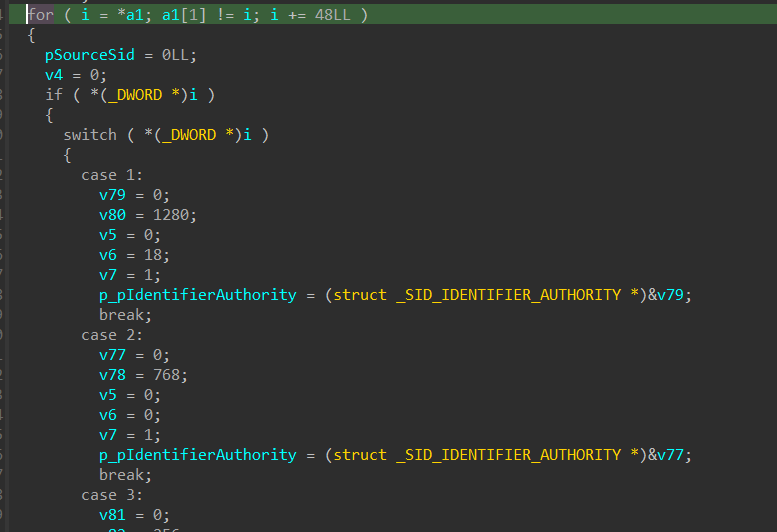 for ( i = *a1; a1[1] != i; i += 48LL )
{
pSourceSid = 0LL;
v4 = 0;
if ( *(_DWORD *)i )
{
switch ( *(_DWORD *)i )
{
case 1:
v79 = 0;
v80 = 1280;
v5 = 0;
v6 = 18;
v7 = 1;
p_pIdentifierAuthority = (struct _SID_IDENTIFIER_AUTHORITY *)&v79;
break;
case 2:
v77 = 0;
v78 = 768;
v5 = 0;
v6 = 0;
v7 = 1;
p_pIdentifierAuthority = (struct _SID_IDENTIFIER_AUTHORITY *)&v77;
break;
case 3:
v81 = 0;